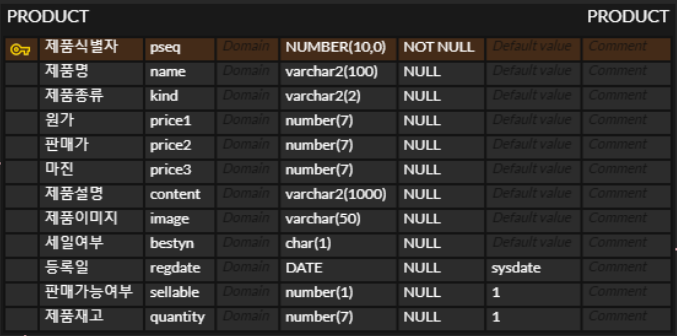 PRODUCT PRODUCT
제품식별자 pseq Domain NUMBER(10,0) NOT NULL Default value Comment
제품명 name Domain varchar2(100) NULL Default value Comment
제품종류 kind Domain varchar2(2) NULL Default value Comment
원가 price1 Domain number(7) NULL Default value Comment
판매가 price2 Domain number(7) NULL Default value Comment
마진 price3 Domain number(7) NULL Default value Comment
제품설명 content Domain varchar2(1000) NULL Default value Comment
제품이미지 image Domain varchar(50) NULL Default value Comment
세일여부 bestyn Domain char(1) NULL Default value Comment
등록일 regdate Domain DATE NULL sysdate Comment
판매가능여부 sellable Domain number(1) NULL 1 Comment
제품재고 quantity Domain number(7) NULL 1 Comment